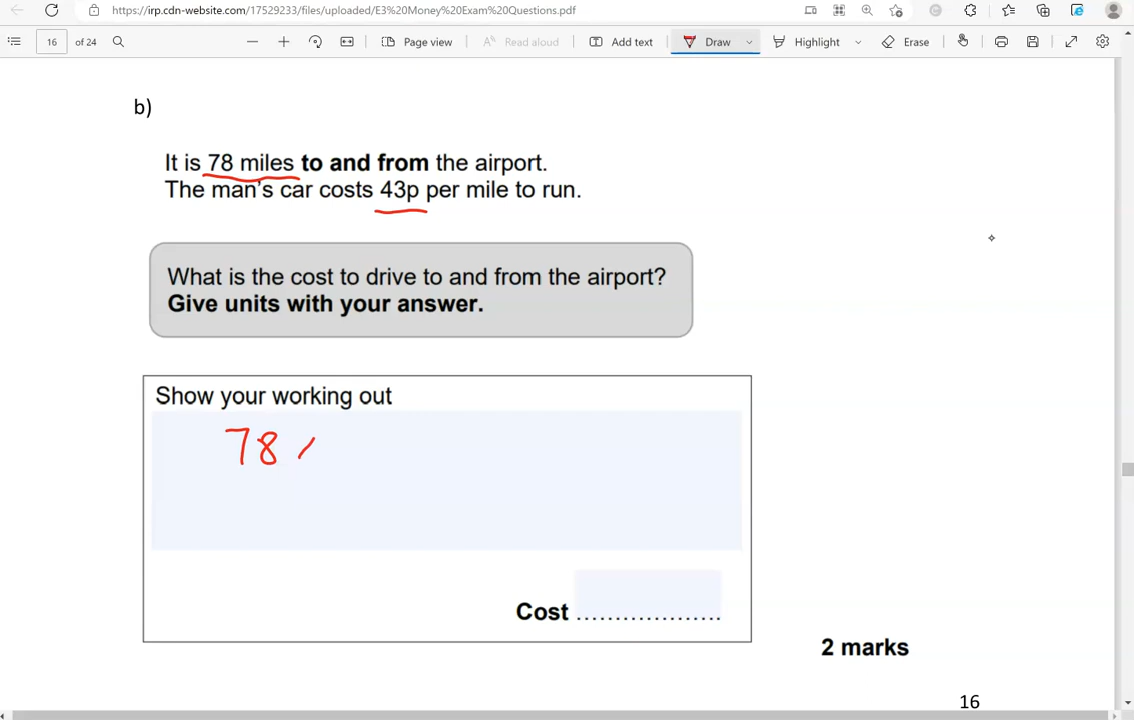 https://irp.cdn-website.com/17529233/files/uploaded/E3%20Money%20Exam%20Questions.pdf
16 of 24 Page view Read aloud Add text Draw Highlight Erase
b)
It is 78 miles to and from the airport.
The man's car costs 43p per mile to run.
What is the cost to drive to and from the airport?
Give units with your answer.
Show your working out
78
Cost ....................
2 marks
16